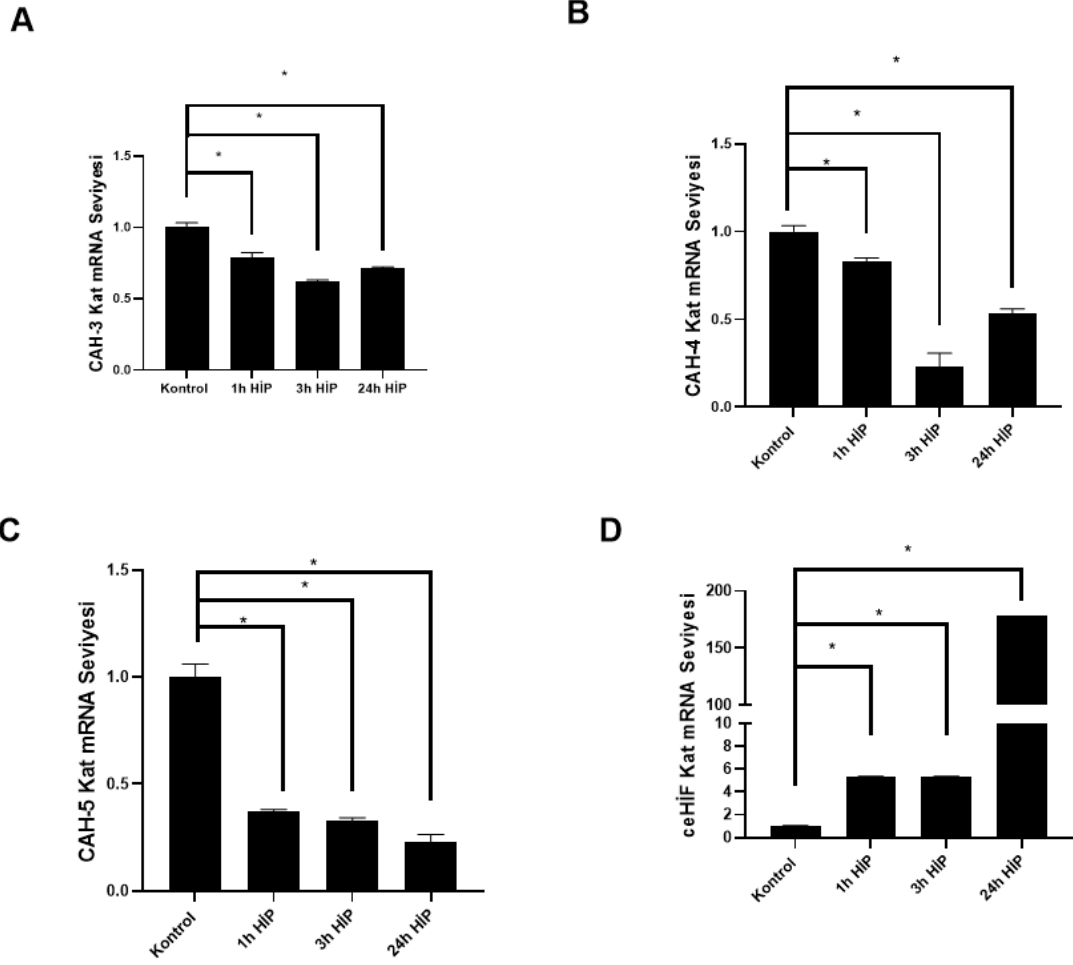 A
*
*
*
CAH-3 Kat mRNA Seviyesi
1.5
1.0
0.5
0.0
Kontrol 1h HİP 3h HİP 24h HİP
B
*
*
*
CAH-4 Kat mRNA Seviyesi
1.5
1.0
0.5
0.0
Kontrol 1h HİP 3h HİP 24h HİP
C
*
*
*
CAH-5 Kat mRNA Seviyesi
1.5
1.0
0.5
0.0
Kontrol 1h HİP 3h HİP 24h HİP
D
*
*
*
ceHİF Kat mRNA Seviyesi
200
150
100
10
8
6
4
2
0
Kontrol 1h HİP 3h HİP 24h HİP